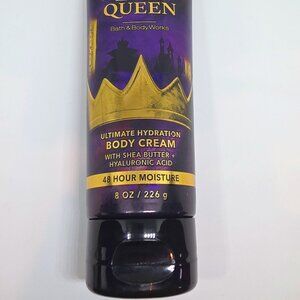 QUEEN
Bath & Body Works
ULTIMATE HYDRATION
BODY CREAM
WITH SHEA BUTTER +
HYALURONIC ACID
48 HOUR MOISTURE
8 OZ / 226 g